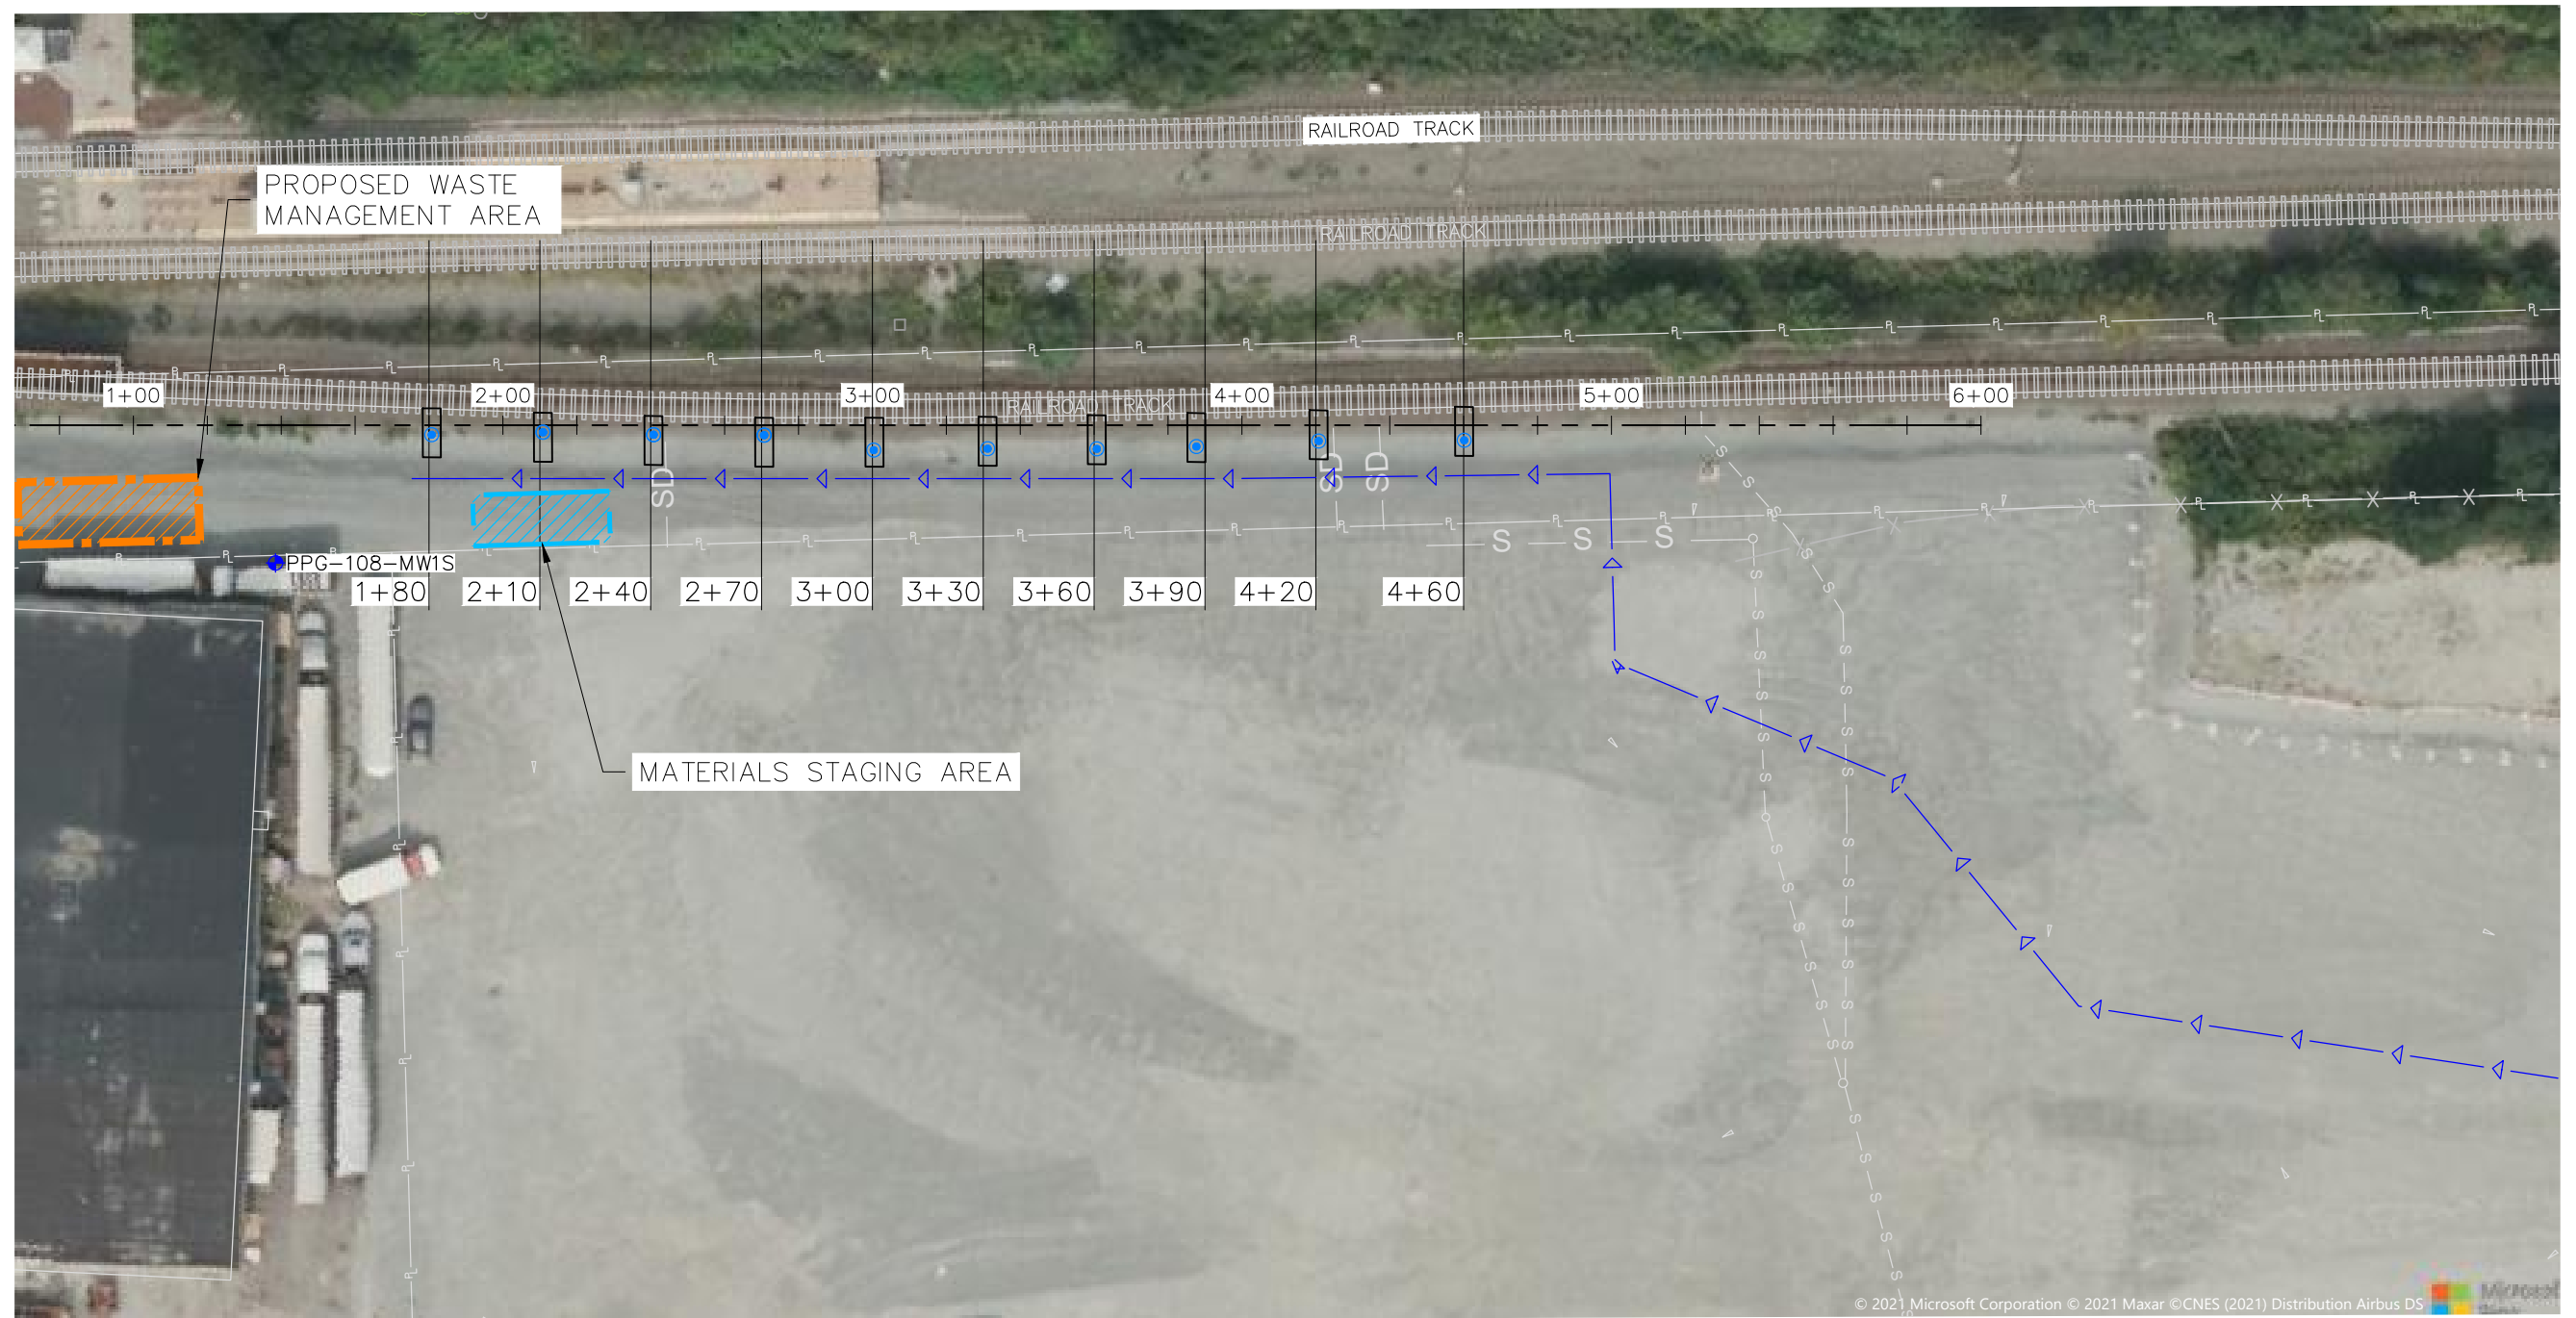 RAILROAD TRACK
PROPOSED WASTE
MANAGEMENT AREA
RAILROAD TRACK
1+00
2+00
3+00
4+00
5+00
6+00
RAILROAD TRACK
SD
SD
SD
S S S
PPG-108-MW1S
1+80
2+10
2+40
2+70
3+00
3+30
3+60
3+90
4+20
4+60
MATERIALS STAGING AREA
© 2021 Microsoft Corporation © 2021 Maxar ©CNES (2021) Distribution Airbus DS
Microsoft